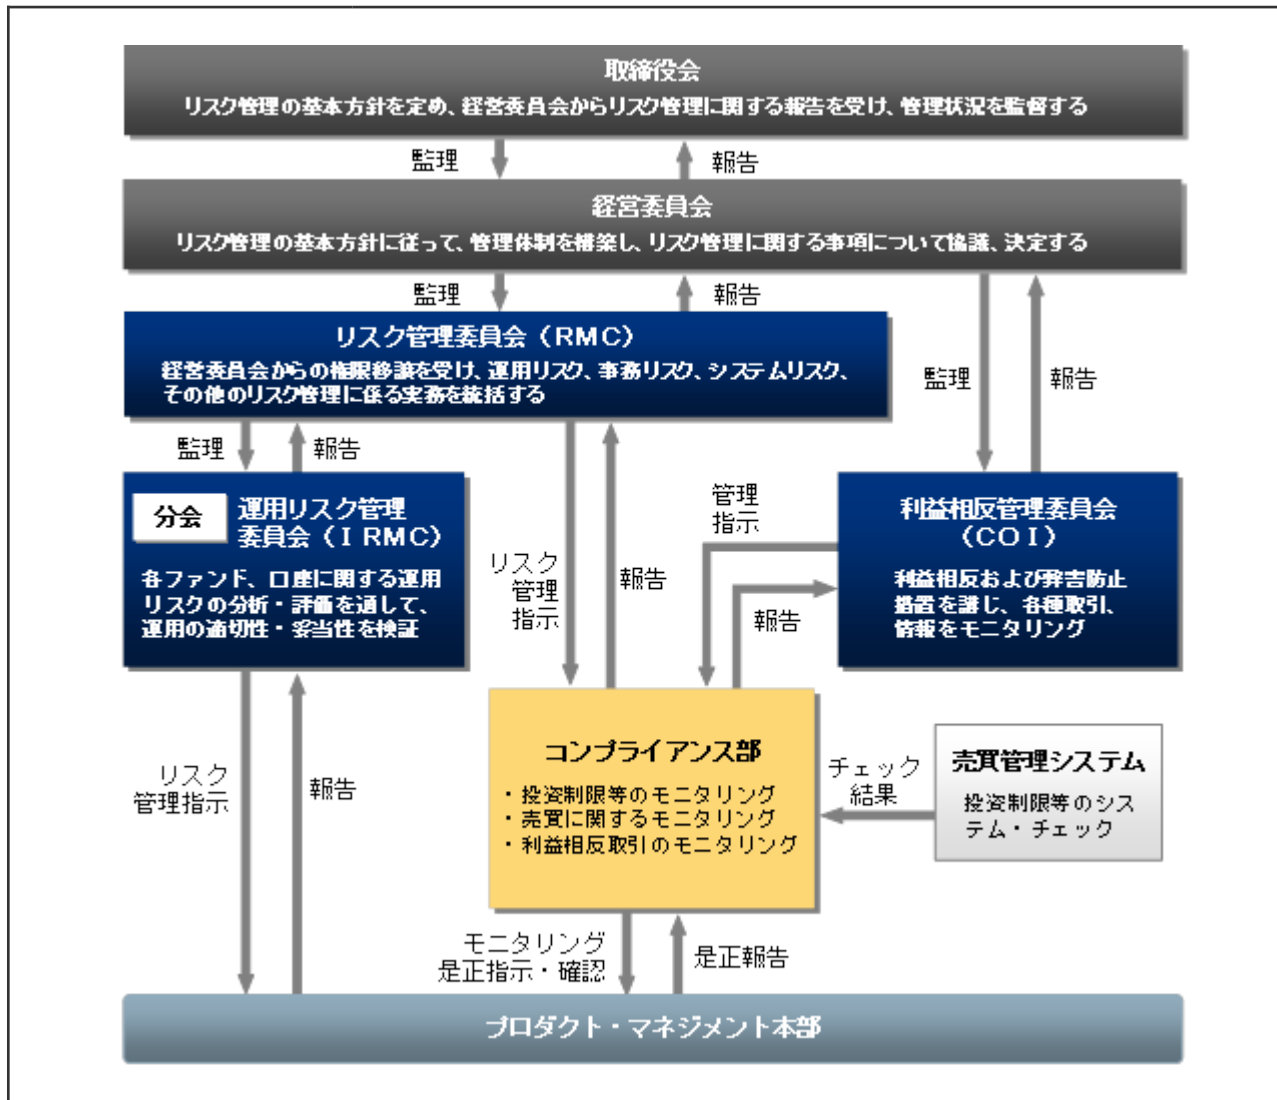 取締役会
リスク管理の基本方針を定め、経営委員会からリスク管理に関する報告を受け、管理状況を監督する
監理
報告
経営委員会
リスク管理の基本方針に従って、管理体制を構築し、リスク管理に関する事項について協議、決定する
監理
報告
リスク管理委員会（RMC）
経営委員会からの権限移譲を受け、運用リスク、事務リスク、システムリスク、
その他のリスク管理に係る実務を統括する
監理
報告
監理
報告
分会
運用リスク管理
委員会（ＩRMC）
各ファンド、口座に関する運用
リスクの分析・評価を通して、
運用の適切性・妥当性を検証
リスク
管理
指示
報告
管理
指示
報告
利益相反管理委員会
（COI）
利益相反および弊害防止
措置を講じ、各種取引、
情報をモニタリング
コンプライアンス部
・投資制限等のモニタリング
・売買に関するモニタリング
・利益相反取引のモニタリング
チェック
結果
売買管理システム
投資制限等のシス
テム・チェック
リスク
管理指示
報告
モニタリング
是正指示・確認
是正報告
プロダクト・マネジメント本部